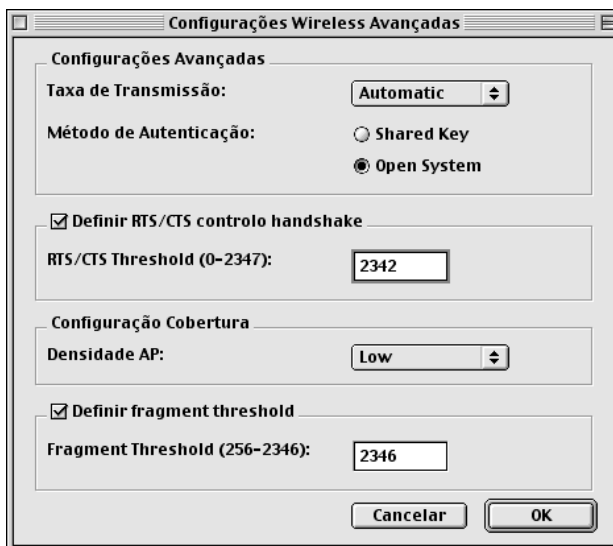 Configurações Wireless Avançadas
Configurações Avançadas
Taxa de Transmissão: Automatic
Método de Autenticação: Shared Key
Open System
Definir RTS/CTS controlo handshake
RTS/CTS Threshold (0-2347): 2342
Configuração Cobertura
Densidade AP: Low
Definir fragment threshold
Fragment Threshold (256-2346): 2346
Cancelar OK